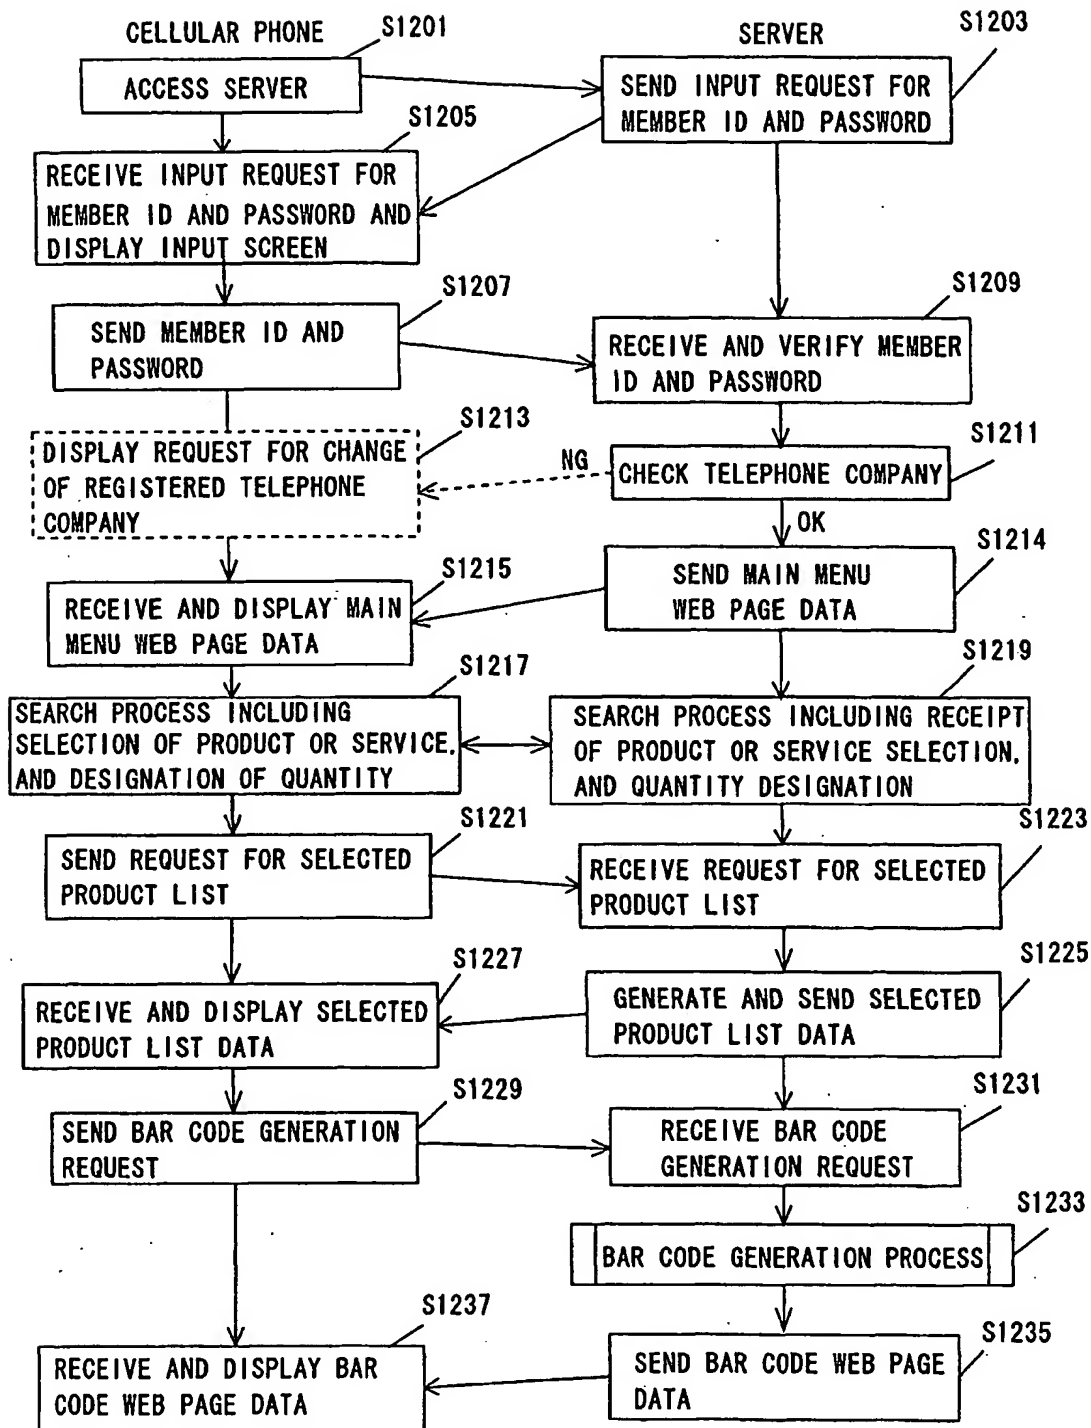 CELLULAR PHONE
S1201
SERVER
S1203
ACCESS SERVER
SEND INPUT REQUEST FOR
MEMBER ID AND PASSWORD
S1205
RECEIVE INPUT REQUEST FOR
MEMBER ID AND PASSWORD AND
DISPLAY INPUT SCREEN
S1207
SEND MEMBER ID AND
PASSWORD
S1209
RECEIVE AND VERIFY MEMBER
ID AND PASSWORD
S1213
DISPLAY REQUEST FOR CHANGE
OF REGISTERED TELEPHONE
COMPANY
NG
S1211
CHECK TELEPHONE COMPANY
OK
S1214
SEND MAIN MENU
WEB PAGE DATA
S1215
RECEIVE AND DISPLAY MAIN
MENU WEB PAGE DATA
S1217
SEARCH PROCESS INCLUDING
SELECTION OF PRODUCT OR SERVICE,
AND DESIGNATION OF QUANTITY
S1219
SEARCH PROCESS INCLUDING RECEIPT
OF PRODUCT OR SERVICE SELECTION,
AND QUANTITY DESIGNATION
S1221
SEND REQUEST FOR SELECTED
PRODUCT LIST
S1223
RECEIVE REQUEST FOR SELECTED
PRODUCT LIST
S1225
GENERATE AND SEND SELECTED
PRODUCT LIST DATA
S1227
RECEIVE AND DISPLAY SELECTED
PRODUCT LIST DATA
S1229
SEND BAR CODE GENERATION
REQUEST
S1231
RECEIVE BAR CODE
GENERATION REQUEST
S1233
BAR CODE GENERATION PROCESS
S1235
SEND BAR CODE WEB PAGE
DATA
S1237
RECEIVE AND DISPLAY BAR
CODE WEB PAGE DATA